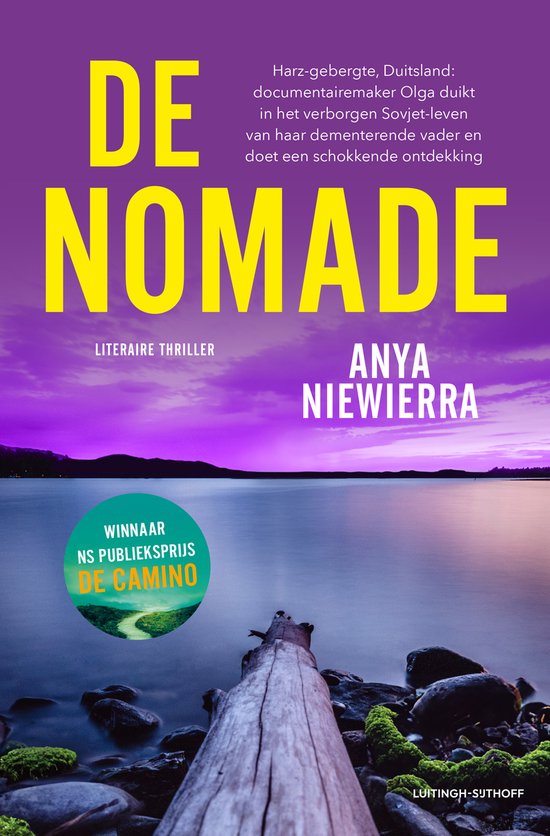 DE
NOMADE
Harz-gebergte, Duitsland:
documentairemaker Olga duikt
in het verborgen Sovjet-leven
van haar dementerende vader en
doet een schokkende ontdekking
LITERAIRE THRILLER
ANYA
NIEWIERRA
WINNAAR
NS PUBLIEKSPRIJS
DE CAMINO
LUITINGH-SIJTHOFF